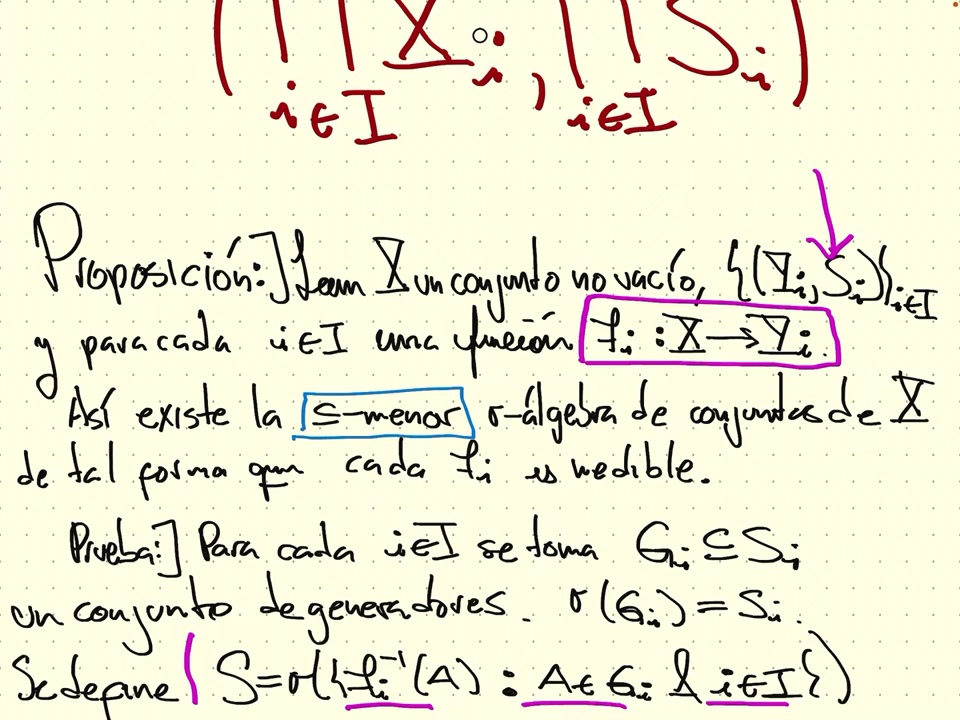 (∏ X_i, ∏ S_i)
i∈I i∈I
Proposición:] Sean X un conjunto no vacío, {(Y_i, S_i)}_{i∈I}
y para cada i∈I una función f_i : X → Y_i.
Así existe la ⊆-menor σ-álgebra de conjuntos de X
de tal forma que cada f_i es medible.
Prueba:] Para cada i∈I se toma G_i ⊆ S_i
un conjunto de generadores. σ(G_i) = S_i.
Se define S=σ({f_i^{-1}(A) : A∈G_i & i∈I})